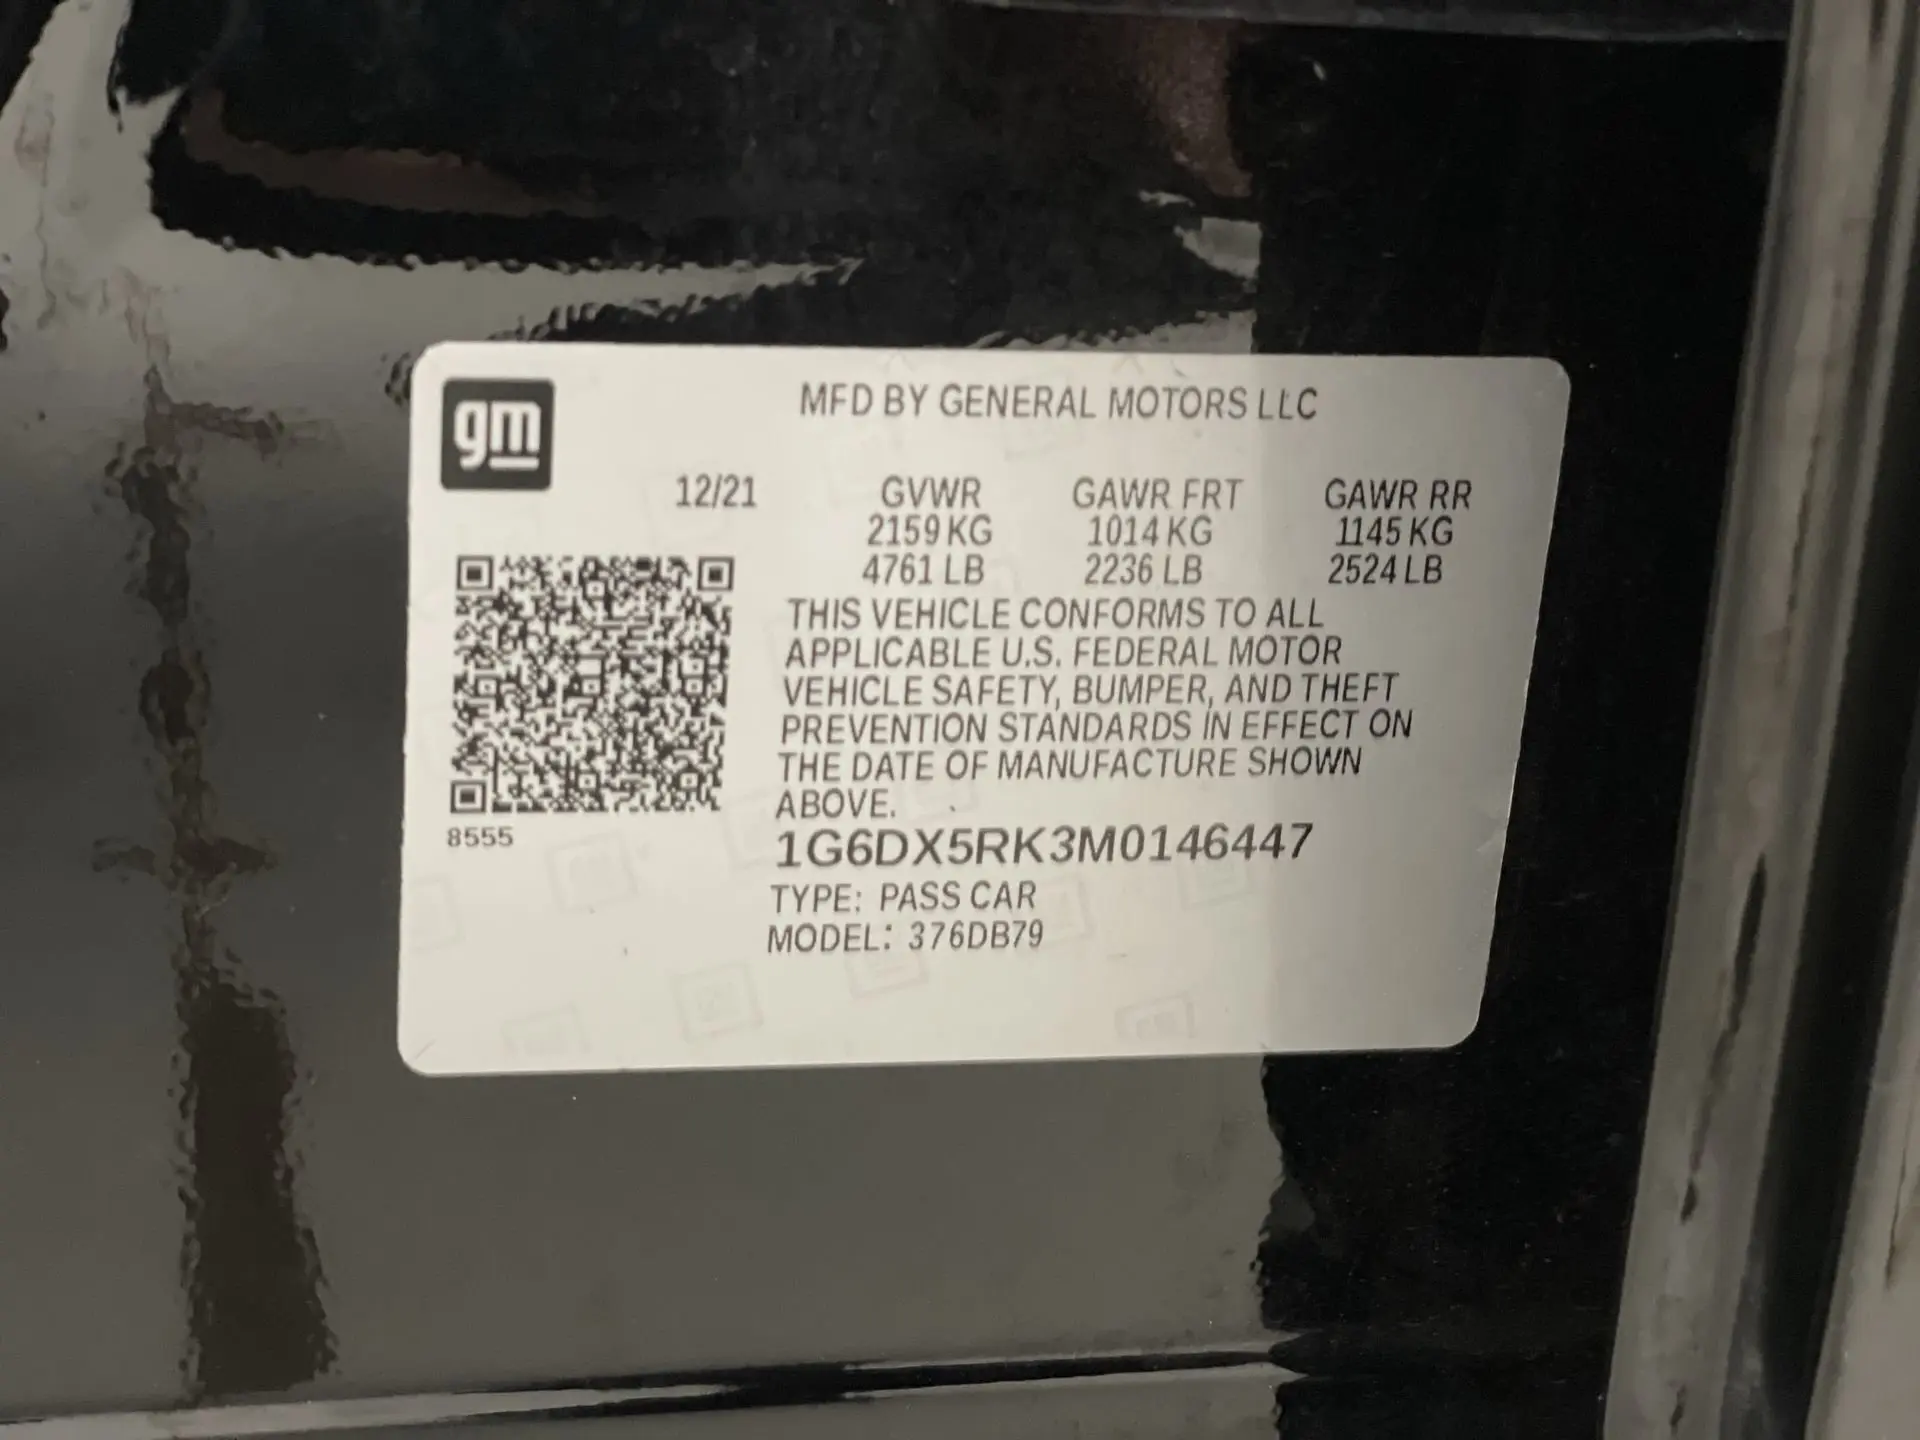 gm
MFD BY GENERAL MOTORS LLC
12/21 GVWR GAWR FRT GAWR RR
2159 KG 1014 KG 1145 KG
4761 LB 2236 LB 2524 LB
THIS VEHICLE CONFORMS TO ALL
APPLICABLE U.S. FEDERAL MOTOR
VEHICLE SAFETY, BUMPER, AND THEFT
PREVENTION STANDARDS IN EFFECT ON
THE DATE OF MANUFACTURE SHOWN
ABOVE.
8555
1G6DX5RK3M0146447
TYPE: PASS CAR
MODEL: 376DB79